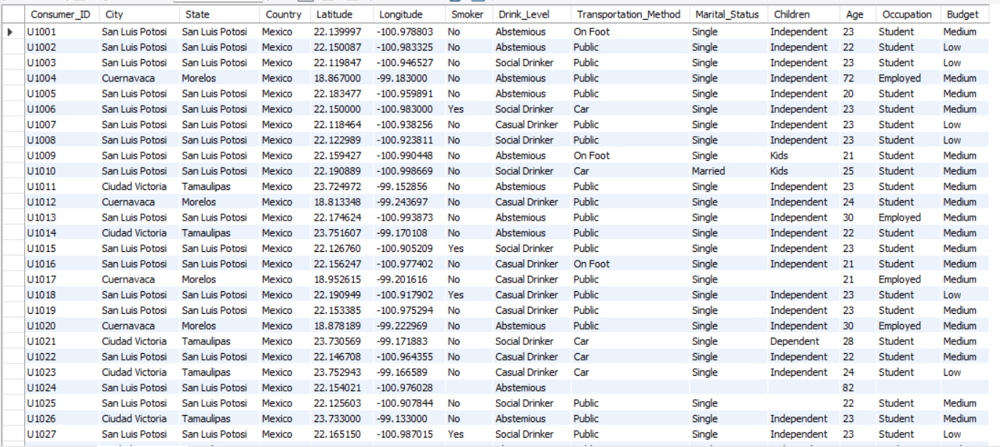 Consumer_ID City State Country Latitude Longitude Smoker Drink_Level Transportation_Method Marital_Status Children Age Occupation Budget
U1001 San Luis Potosi San Luis Potosi Mexico 22.139997 -100.978803 No Abstemious On Foot Single Independent 23 Student Medium
U1002 San Luis Potosi San Luis Potosi Mexico 22.150087 -100.983325 No Abstemious Public Single Independent 22 Student Low
U1003 San Luis Potosi San Luis Potosi Mexico 22.119847 -100.946527 No Social Drinker Public Single Independent 23 Student Low
U1004 Cuernavaca Morelos Mexico 18.867000 -99.183000 No Abstemious Public Single Independent 72 Employed Medium
U1005 San Luis Potosi San Luis Potosi Mexico 22.183477 -100.959891 No Abstemious Public Single Independent 20 Student Medium
U1006 San Luis Potosi San Luis Potosi Mexico 22.150000 -100.983000 Yes Social Drinker Car Single Independent 23 Student Medium
U1007 San Luis Potosi San Luis Potosi Mexico 22.118464 -100.938256 No Casual Drinker Public Single Independent 23 Student Low
U1008 San Luis Potosi San Luis Potosi Mexico 22.122989 -100.923811 No Social Drinker Public Single Independent 23 Student Low
U1009 San Luis Potosi San Luis Potosi Mexico 22.159427 -100.990448 No Abstemious On Foot Single Kids 21 Student Medium
U1010 San Luis Potosi San Luis Potosi Mexico 22.190889 -100.998669 No Social Drinker Car Married Kids 25 Student Medium
U1011 Ciudad Victoria Tamaulipas Mexico 23.724972 -99.152856 No Abstemious Public Single Independent 23 Student Medium
U1012 Cuernavaca Morelos Mexico 18.813348 -99.243697 No Casual Drinker Public Single Independent 24 Student Medium
U1013 San Luis Potosi San Luis Potosi Mexico 22.174624 -100.993873 No Abstemious Public Single Independent 30 Employed Medium
U1014 Ciudad Victoria Tamaulipas Mexico 23.751607 -99.170108 No Abstemious Public Single Independent 22 Student Medium
U1015 San Luis Potosi San Luis Potosi Mexico 22.126760 -100.905209 Yes Social Drinker Public Single Independent 23 Student Medium
U1016 San Luis Potosi San Luis Potosi Mexico 22.156247 -100.977402 No Casual Drinker On Foot Single Independent 21 Student Medium
U1017 Cuernavaca Morelos Mexico 18.952615 -99.201616 No Casual Drinker Public Single 21 Employed Medium
U1018 San Luis Potosi San Luis Potosi Mexico 22.190949 -100.917902 Yes Casual Drinker Public Single Independent 23 Student Low
U1019 San Luis Potosi San Luis Potosi Mexico 22.153385 -100.975294 No Casual Drinker Public Single Independent 23 Student Medium
U1020 Cuernavaca Morelos Mexico 18.878189 -99.222969 No Abstemious Public Single Independent 30 Employed Medium
U1021 Ciudad Victoria Tamaulipas Mexico 23.730569 -99.171883 No Social Drinker Car Single Dependent 28 Student Medium
U1022 San Luis Potosi San Luis Potosi Mexico 22.146708 -100.964355 No Casual Drinker Car Single Independent 22 Student Medium
U1023 Ciudad Victoria Tamaulipas Mexico 23.752943 -99.166589 No Casual Drinker Car Single Independent 24 Student Low
U1024 San Luis Potosi San Luis Potosi Mexico 22.154021 -100.976028 Abstemious 82
U1025 San Luis Potosi San Luis Potosi Mexico 22.125603 -100.907844 No Social Drinker Public Single 22 Student Medium
U1026 Ciudad Victoria Tamaulipas Mexico 23.733000 -99.133000 No Abstemious Public Single Independent 23 Student Medium
U1027 San Luis Potosi San Luis Potosi Mexico 22.165150 -100.987015 Yes Social Drinker Public Single Independent 23 Student Low